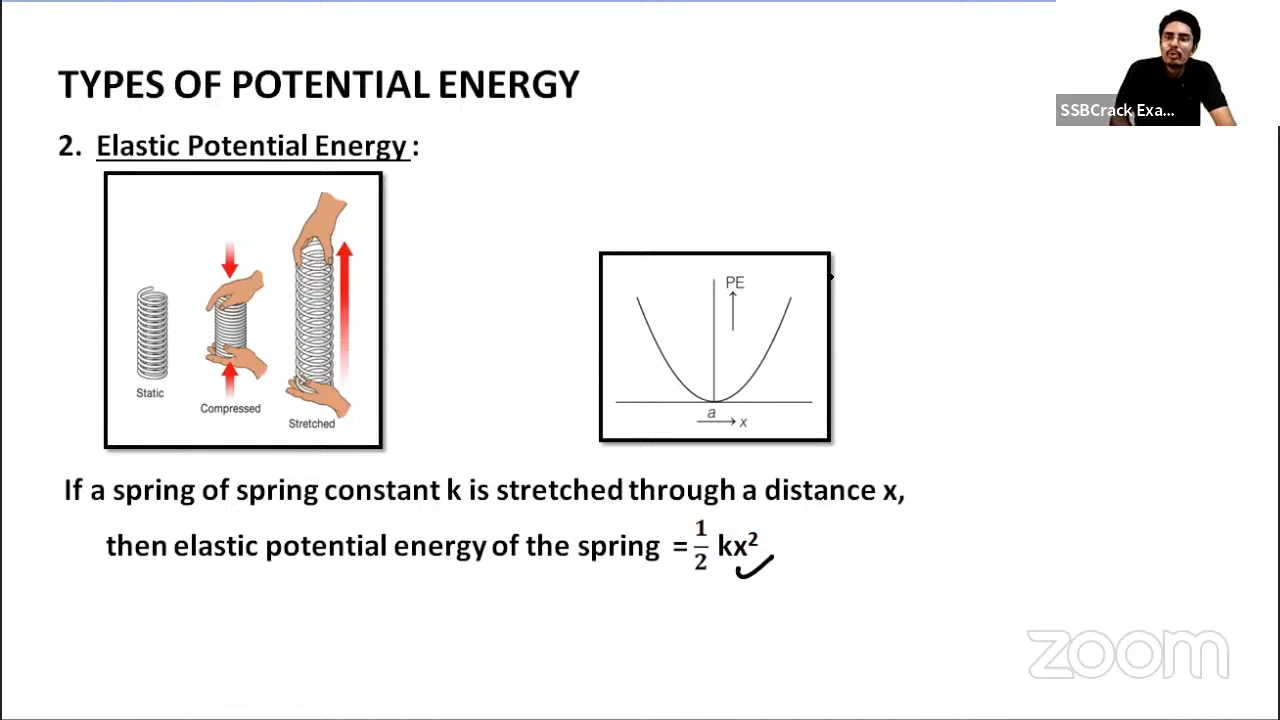 TYPES OF POTENTIAL ENERGY
SSBCrack Exa...
2. Elastic Potential Energy :
Static
Compressed
Stretched
PE
a
x
If a spring of spring constant k is stretched through a distance x,
then elastic potential energy of the spring = 1/2 kx²
zoom